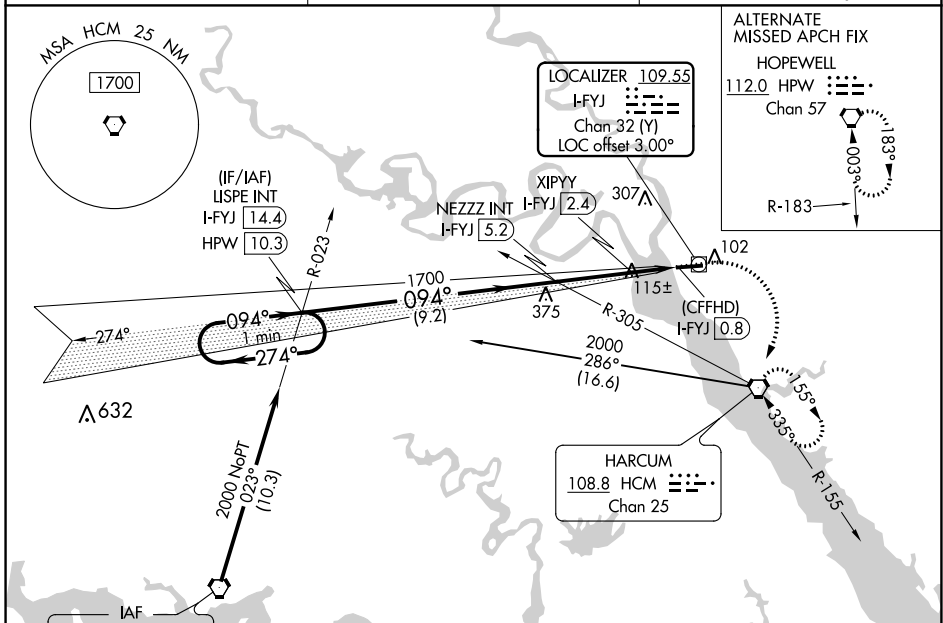 MSA HCM 25 NM
1700
ALTERNATE
MISSED APCH FIX
HOPEWELL
112.0 HPW
Chan 57
183°
003°
R-183
LOCALIZER 109.55
I-FYJ
Chan 32 (Y)
LOC offset 3.00°
(IF/IAF)
LISPE INT
I-FYJ 14.4
HPW 10.3
R-023
NEZZZ INT
I-FYJ 5.2
XIPYY
I-FYJ 2.4
307
102
1700
094°
(9.2)
375
115±
(CFFHD)
I-FYJ 0.8
R-305
274°
094°
1 min
274°
2000
286°
(16.6)
632
155°
335°
R-155
HARCUM
108.8 HCM
Chan 25
2000 NoPT
023°
(10.3)
IAF